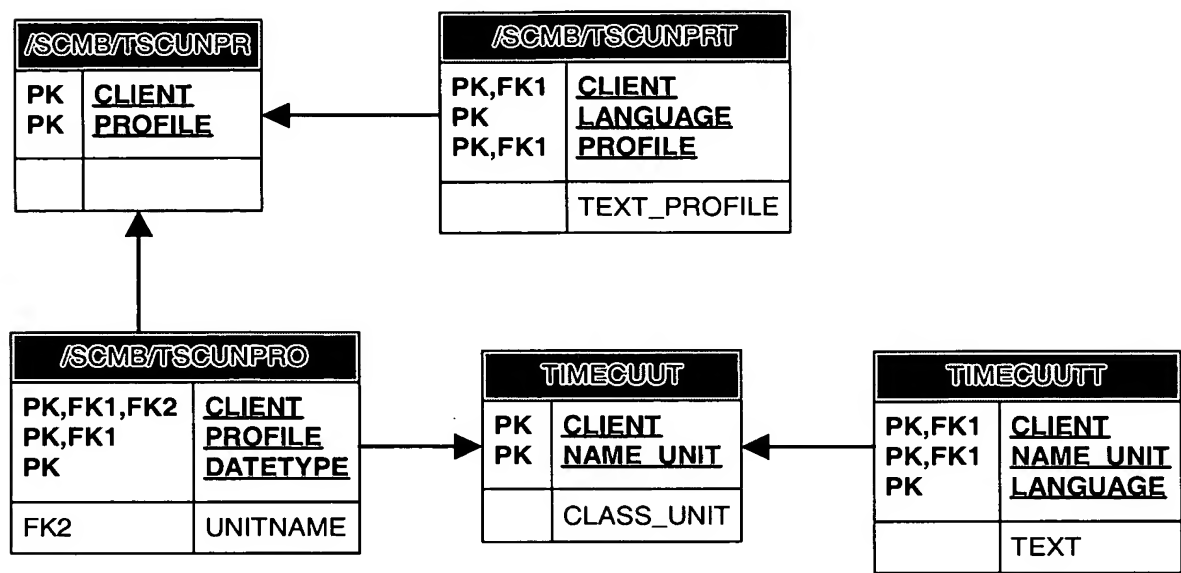 /SCMB/TSCUNPR
PK CLIENT
PK PROFILE
/SCMB/TSCUNPRT
PK,FK1 CLIENT
PK LANGUAGE
PK,FK1 PROFILE
TEXT_PROFILE
/SCMB/TSCUNPRO
PK,FK1,FK2 CLIENT
PK,FK1 PROFILE
PK DATETYPE
FK2 UNITNAME
TIMECUUT
PK CLIENT
PK NAME_UNIT
CLASS_UNIT
TIMECUUTT
PK,FK1 CLIENT
PK,FK1 NAME_UNIT
PK LANGUAGE
TEXT